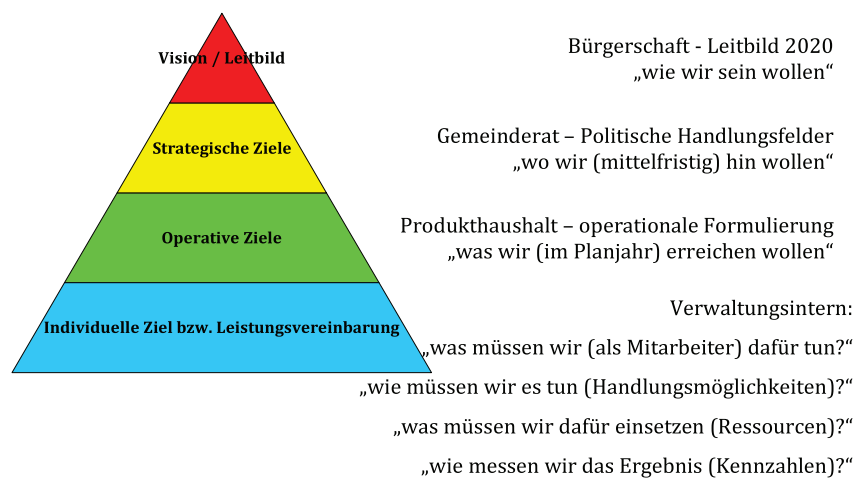 Vision / Leitbild
Bürgerschaft - Leitbild 2020
„wie wir sein wollen“
Strategische Ziele
Gemeinderat – Politische Handlungsfelder
„wo wir (mittelfristig) hin wollen“
Operative Ziele
Produkthaushalt – operationale Formulierung
„was wir (im Planjahr) erreichen wollen“
Individuelle Ziel bzw. Leistungsvereinbarung
Verwaltungsintern:
„was müssen wir (als Mitarbeiter) dafür tun?“
„wie müssen wir es tun (Handlungsmöglichkeiten)?“
„was müssen wir dafür einsetzen (Ressourcen)?“
„wie messen wir das Ergebnis (Kennzahlen)?“